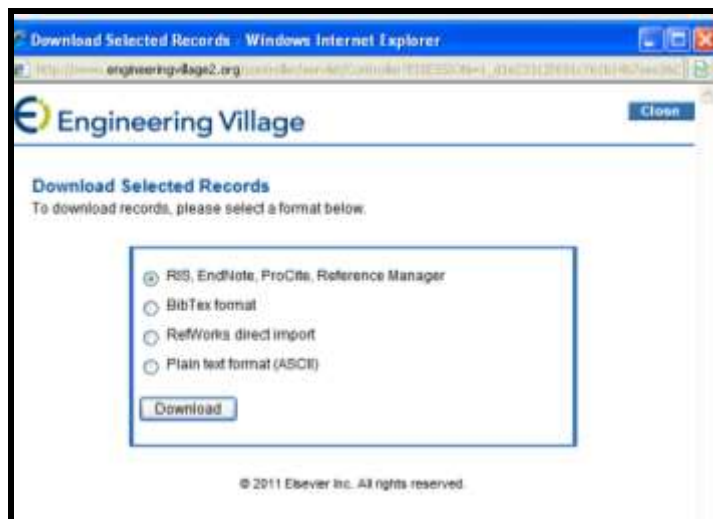 Download Selected Records - Windows Internet Explorer
engineeringvillage2.org
Engineering Village
Close
Download Selected Records
To download records, please select a format below.
RIS, EndNote, ProCite, Reference Manager
BibTex format
RefWorks direct import
Plain text format (ASCII)
Download
© 2011 Elsevier Inc. All rights reserved.